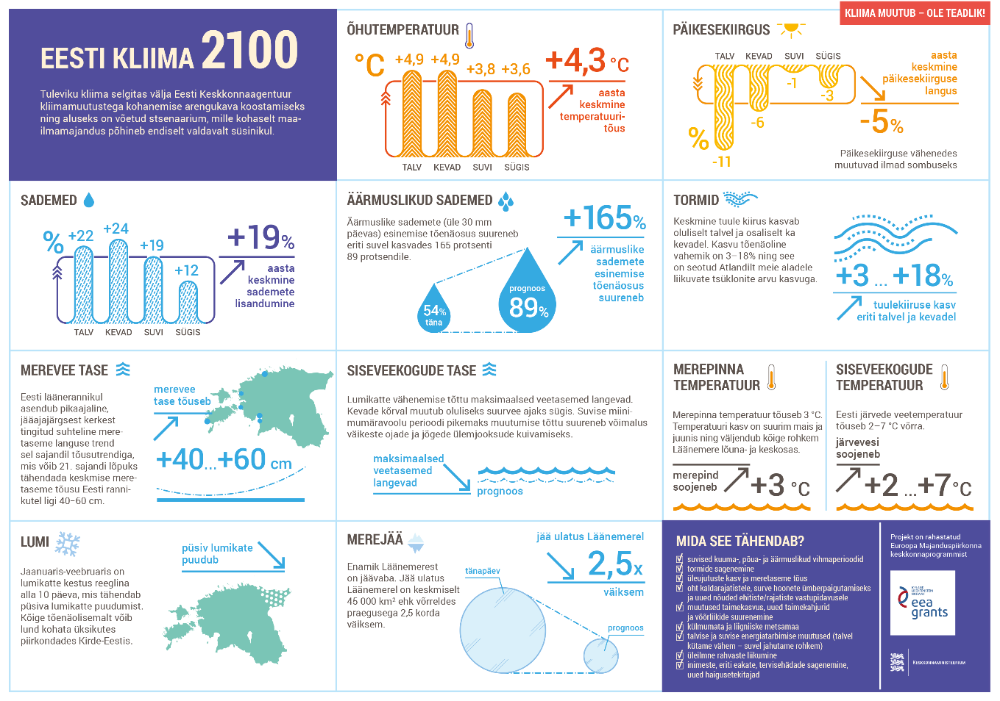 KLIIMA MUUTUB – OLE TEADLIK!
EESTI KLIIMA 2100
Tuleviku kliima selgitas välja Eesti Keskkonnaagentuur
kliimamuutustega kohanemise arengukava koostamiseks
ning aluseks on võetud stsenaarium, mille kohaselt maa-
ilmamajandus põhineb endiselt valdavalt süsinikul.
ÕHUTEMPERATUUR
°C
+4,9
+4,9
+3,8
+3,6
TALV
KEVAD
SUVI
SÜGIS
+4,3 °C
aasta
keskmine
temperatuuri-
tõus
PÄIKESEKIIRGUS
TALV
KEVAD
SUVI
SÜGIS
%
-11
-6
-1
-3
aasta
keskmine
päikesekiirguse
langus
-5%
Päikesekiirguse vähenedes
muutuvad ilmad sombuseks
SADEMED
%
+22
+24
+19
+12
TALV
KEVAD
SUVI
SÜGIS
+19%
aasta
keskmine
sademete
lisandumine
ÄÄRMUSLIKUD SADEMED
Äärmuslike sademete (üle 30 mm
päevas) esinemise tõenäosus suureneb
eriti suvel kasvades 165 protsenti
89 protsendile.
54%
täna
prognoos
89%
+165%
äärmuslike
sademete
esinemise
tõenäosus
suureneb
TORMID
Keskmine tuule kiirus kasvab
oluliselt talvel ja osaliselt ka
kevadel. Kasvu tõenäoline
vahemik on 3–18% ning see
on seotud Atlandilt meie aladele
liikuvate tsüklonite arvu kasvuga.
+3 ... +18%
tuulekiiruse kasv
eriti talvel ja kevadel
MEREVEE TASE
Eesti läänerannikul
asendub pikaajaline,
jääajajärgsest kerkest
tingitud suhteline mere-
taseme languse trend
sel sajandil tõusutrendiga,
mis võib 21. sajandi lõpuks
tähendada keskmise mere-
taseme tõusu Eesti ranni-
kutel ligi 40–60 cm.
merevee
tase tõuseb
+40...+60 cm
SISEVEEKOGUDE TASE
Lumikatte vähenemise tõttu maksimaalsed veetasemed langevad.
Kevade kõrval muutub oluliseks suurvee ajaks sügis. Suvise miini-
mumäravoolu perioodi pikemaks muutumise tõttu suureneb võimalus
väikeste ojade ja jõgede ülemjooksude kuivamiseks.
maksimaalsed
veetasemed
langevad
prognoos
MEREPINNA
TEMPERATUUR
Merepinna temperatuur tõuseb 3 °C.
Temperatuuri kasv on suurim mais ja
juunis ning väljendub kõige rohkem
Läänemere lõuna- ja keskosas.
merepind
soojeneb
+3 °C
SISEVEEKOGUDE
TEMPERATUUR
Eesti järvede veetemperatuur
tõuseb 2–7 °C võrra.
järvevesi
soojeneb
+2 ...+7°C
LUMI
Jaanuaris-veebruaris on
lumikatte kestus reeglina
alla 10 päeva, mis tähendab
püsiva lumikatte puudumist.
Kõige tõenäolisemalt võib
lund kohata üksikutes
piirkondades Kirde-Eestis.
püsiv lumikate
puudub
MEREJÄÄ
Enamik Läänemerest
on jäävaba. Jää ulatus
Läänemerel on keskmiselt
45 000 km² ehk võrreldes
praegusega 2,5 korda
väiksem.
tänapäev
jää ulatus Läänemerel
2,5x
väiksem
prognoos
MIDA SEE TÄHENDAB?
suvised kuuma-, põua- ja äärmuslikud vihmaperioodid
tormide sagenemine
üleujutuste kasv ja meretaseme tõus
oht kaldarajatistele, surve hoonete ümberpaigutamiseks
ja uued nõuded ehitiste/rajatiste vastupidavusele
muutused taimekasvus, uued taimekahjurid
ja võõrliikide suurenemine
külmumata ja liigniiske metsamaa
talvise ja suvise energiatarbimise muutused (talvel
kütame vähem – suvel jahutame rohkem)
üleilmne rahvaste liikumine
inimeste, eriti eakate, tervisehädade sagenemine,
uued haigusetekitajad
Projekt on rahastatud
Euroopa Majanduspiirkonna
keskkonnaprogrammist
ICELAND
LIECHTENSTEIN
NORWAY
eea
grants
KESKKONNAMINISTEERIUM